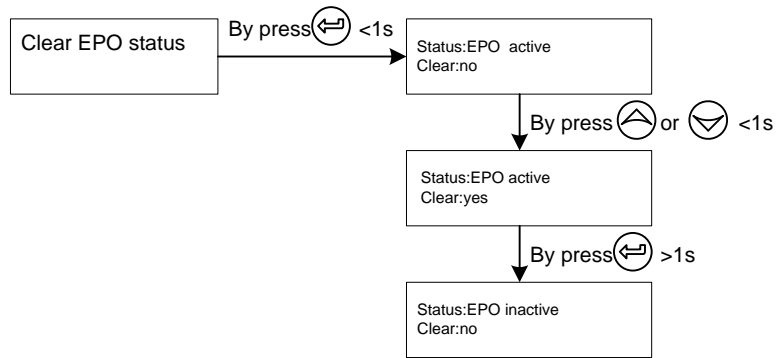 Clear EPO status
By press <1s
Status:EPO  active
Clear:no
By press or <1s
Status:EPO active
Clear:yes
By press >1s
Status:EPO inactive
Clear:no